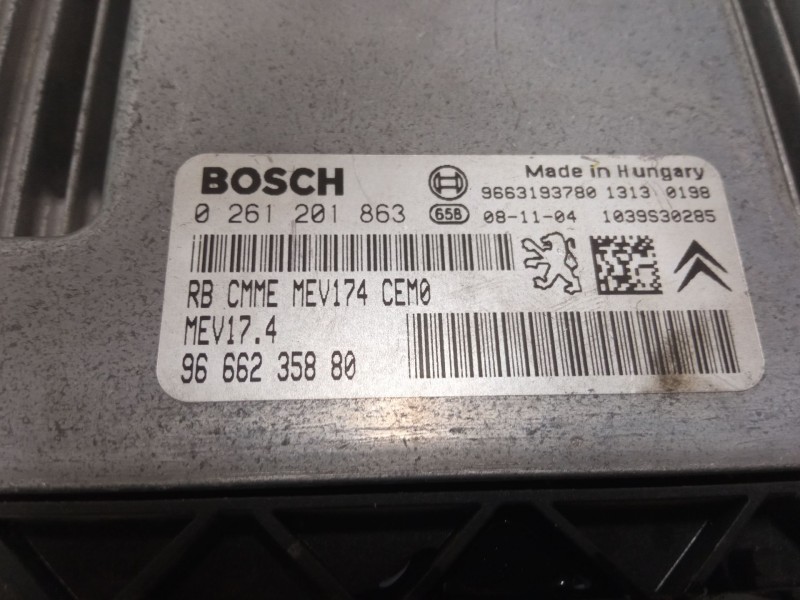 BOSCH
Made in Hungary
9663193780 1313 0198
0 261 201 863 658 08-11-04 1039S30285
RB CMME MEV174 CEM0
MEV17.4
96 662 358 80